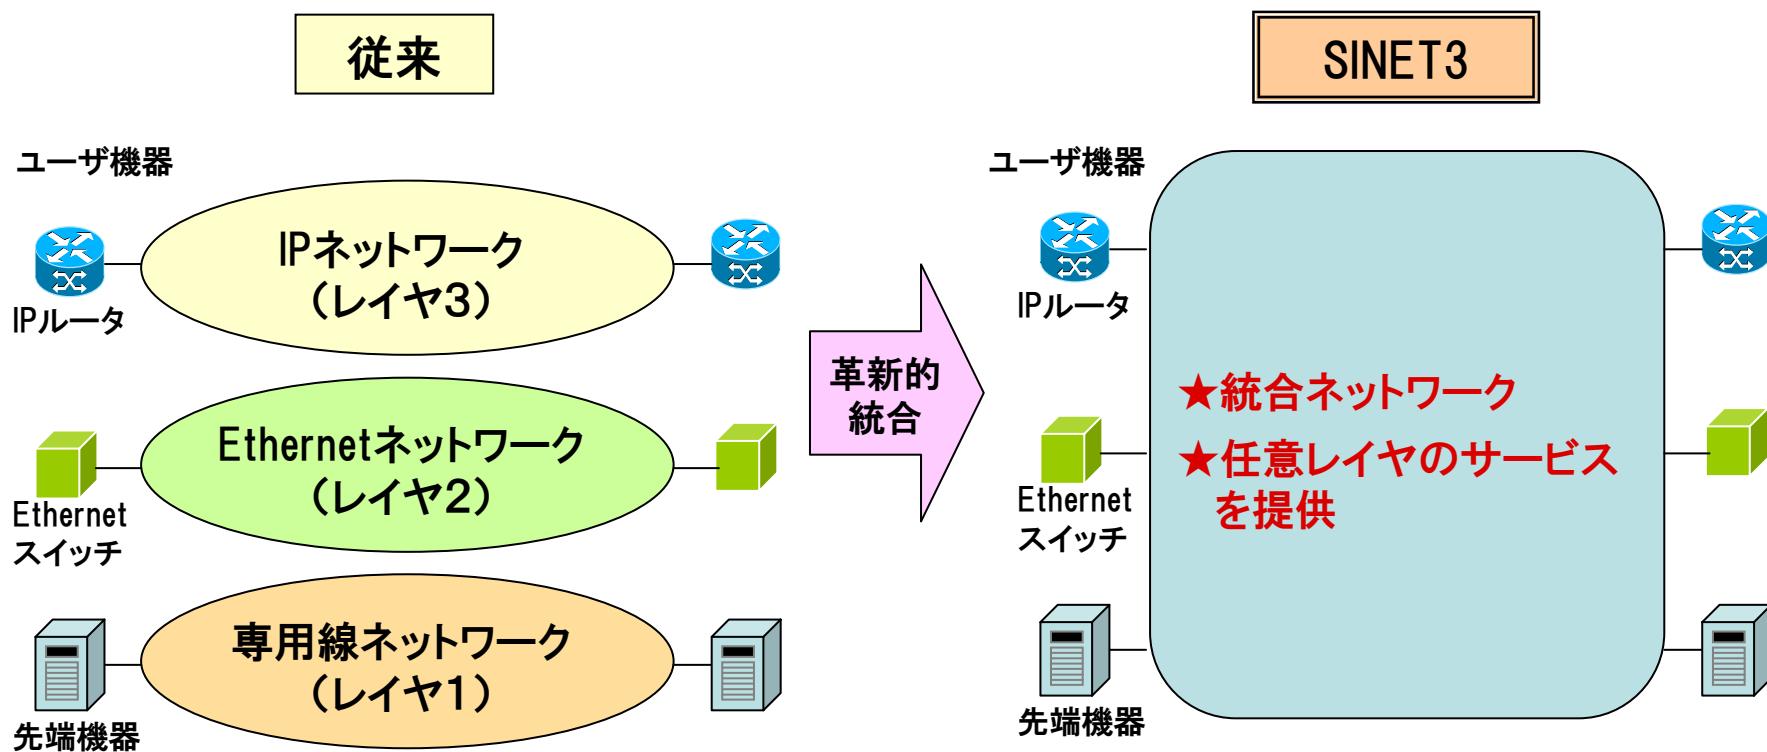 従来
ユーザ機器
IPネットワーク
（レイヤ３）
IPルータ
Ethernetネットワーク
（レイヤ２）
Ethernet
スイッチ
専用線ネットワーク
（レイヤ１）
先端機器
革新的
統合
SINET3
ユーザ機器
IPルータ
Ethernet
スイッチ
先端機器
★統合ネットワーク
★任意レイヤのサービス
を提供